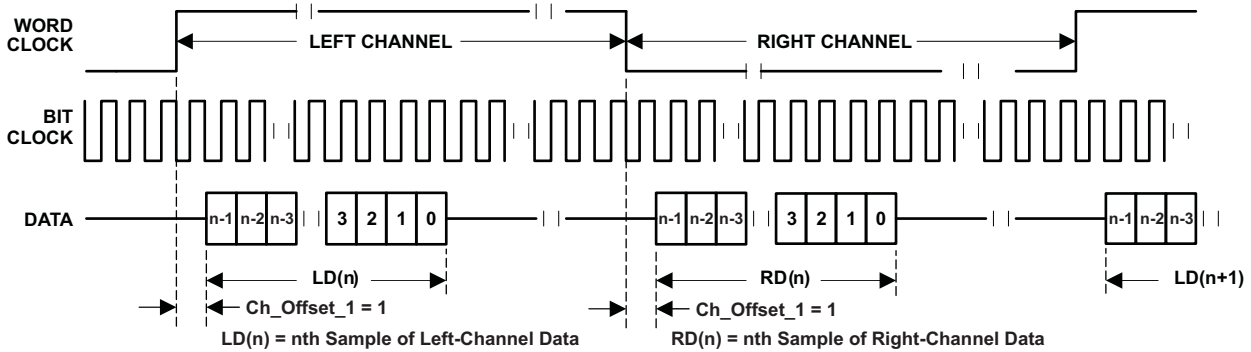 WORD CLOCK
LEFT CHANNEL
RIGHT CHANNEL
BIT CLOCK
DATA
n-1 n-2 n-3 3 2 1 0 n-1 n-2 n-3 3 2 1 0 n-1 n-2 n-3
LD(n) RD(n) LD(n+1)
Ch_Offset_1 = 1 Ch_Offset_1 = 1
LD(n) = nth Sample of Left-Channel Data
RD(n) = nth Sample of Right-Channel Data